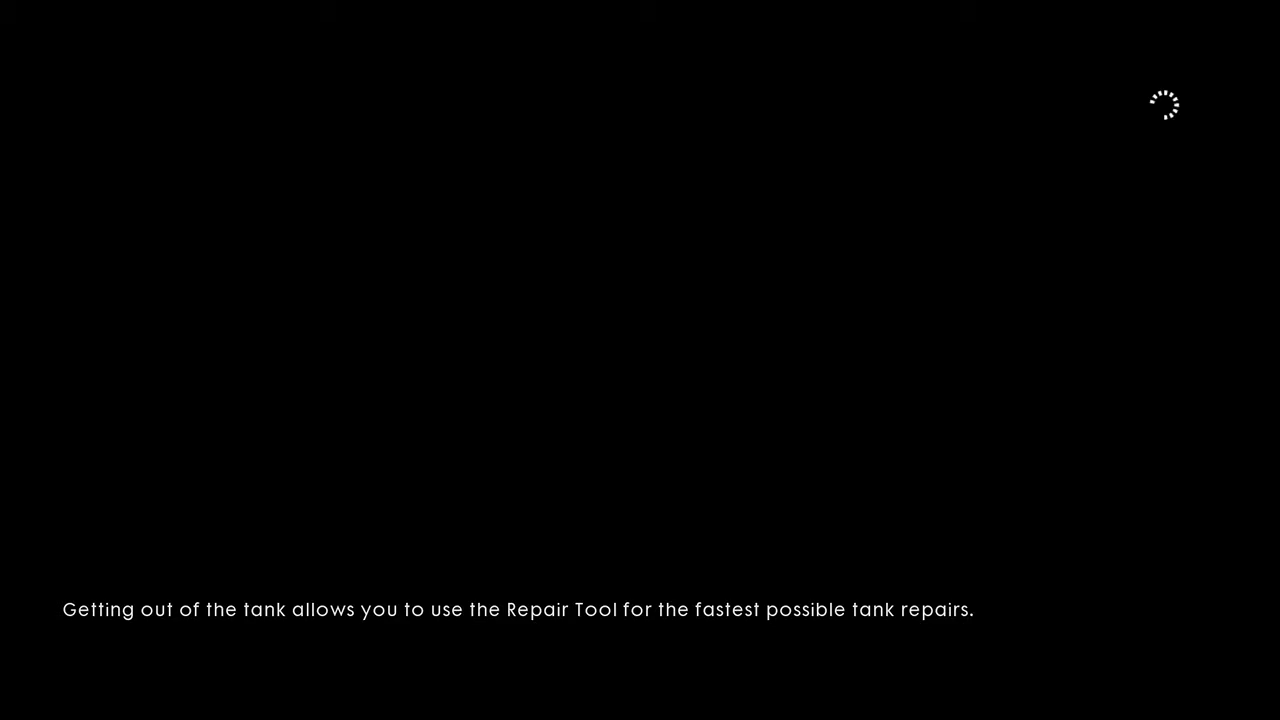 Getting out of the tank allows you to use the Repair Tool for the fastest possible tank repairs.